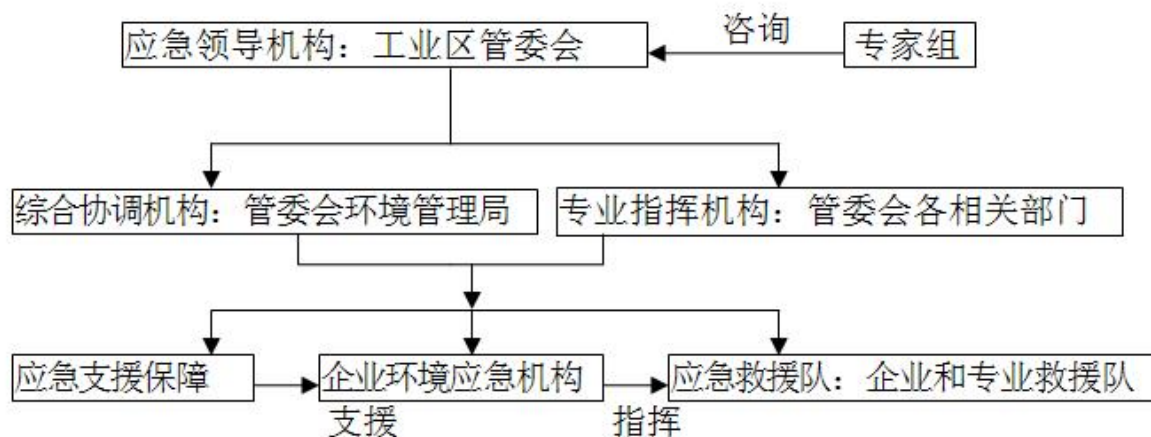 应急领导机构：工业区管委会
咨询
专家组
综合协调机构：管委会环境管理局
专业指挥机构：管委会各相关部门
应急支援保障
企业环境应急机构
应急救援队：企业和专业救援队
支援
指挥